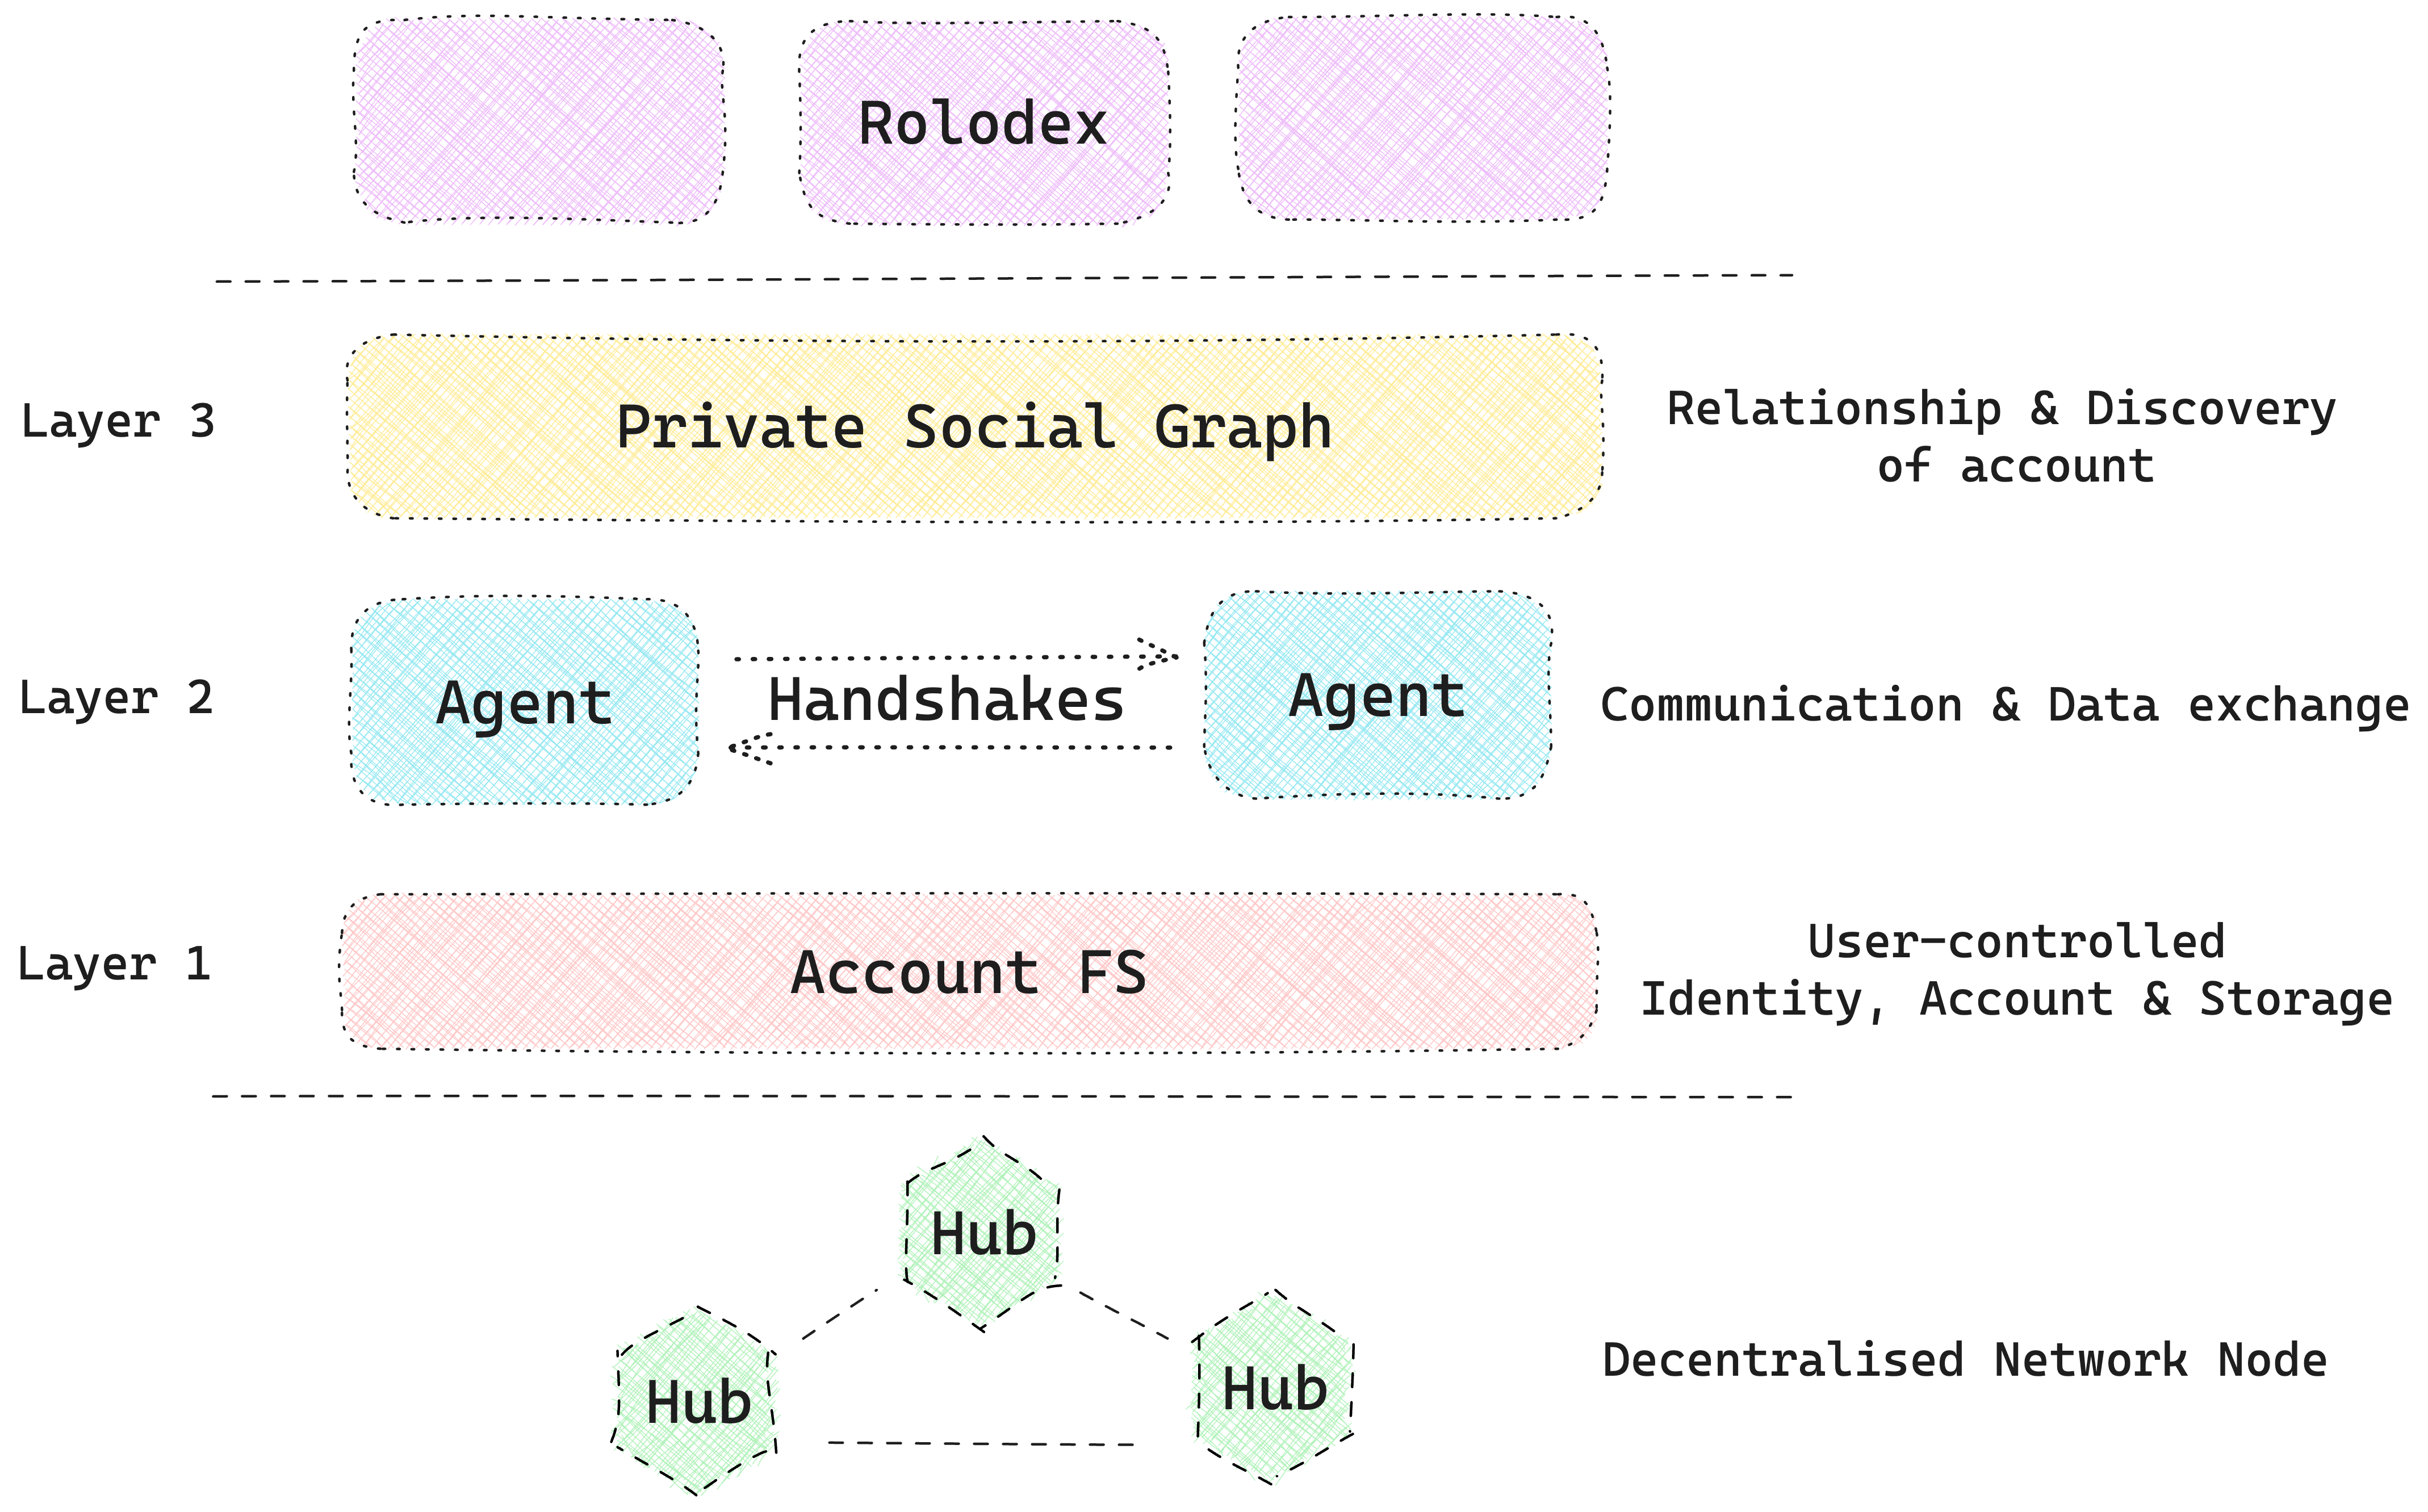 Rolodex
Layer 3
Private Social Graph
Relationship & Discovery
of account
Layer 2
Agent
Handshakes
Agent
Communication & Data exchange
Layer 1
Account FS
User-controlled
Identity, Account & Storage
Hub
Hub
Hub
Decentralised Network Node